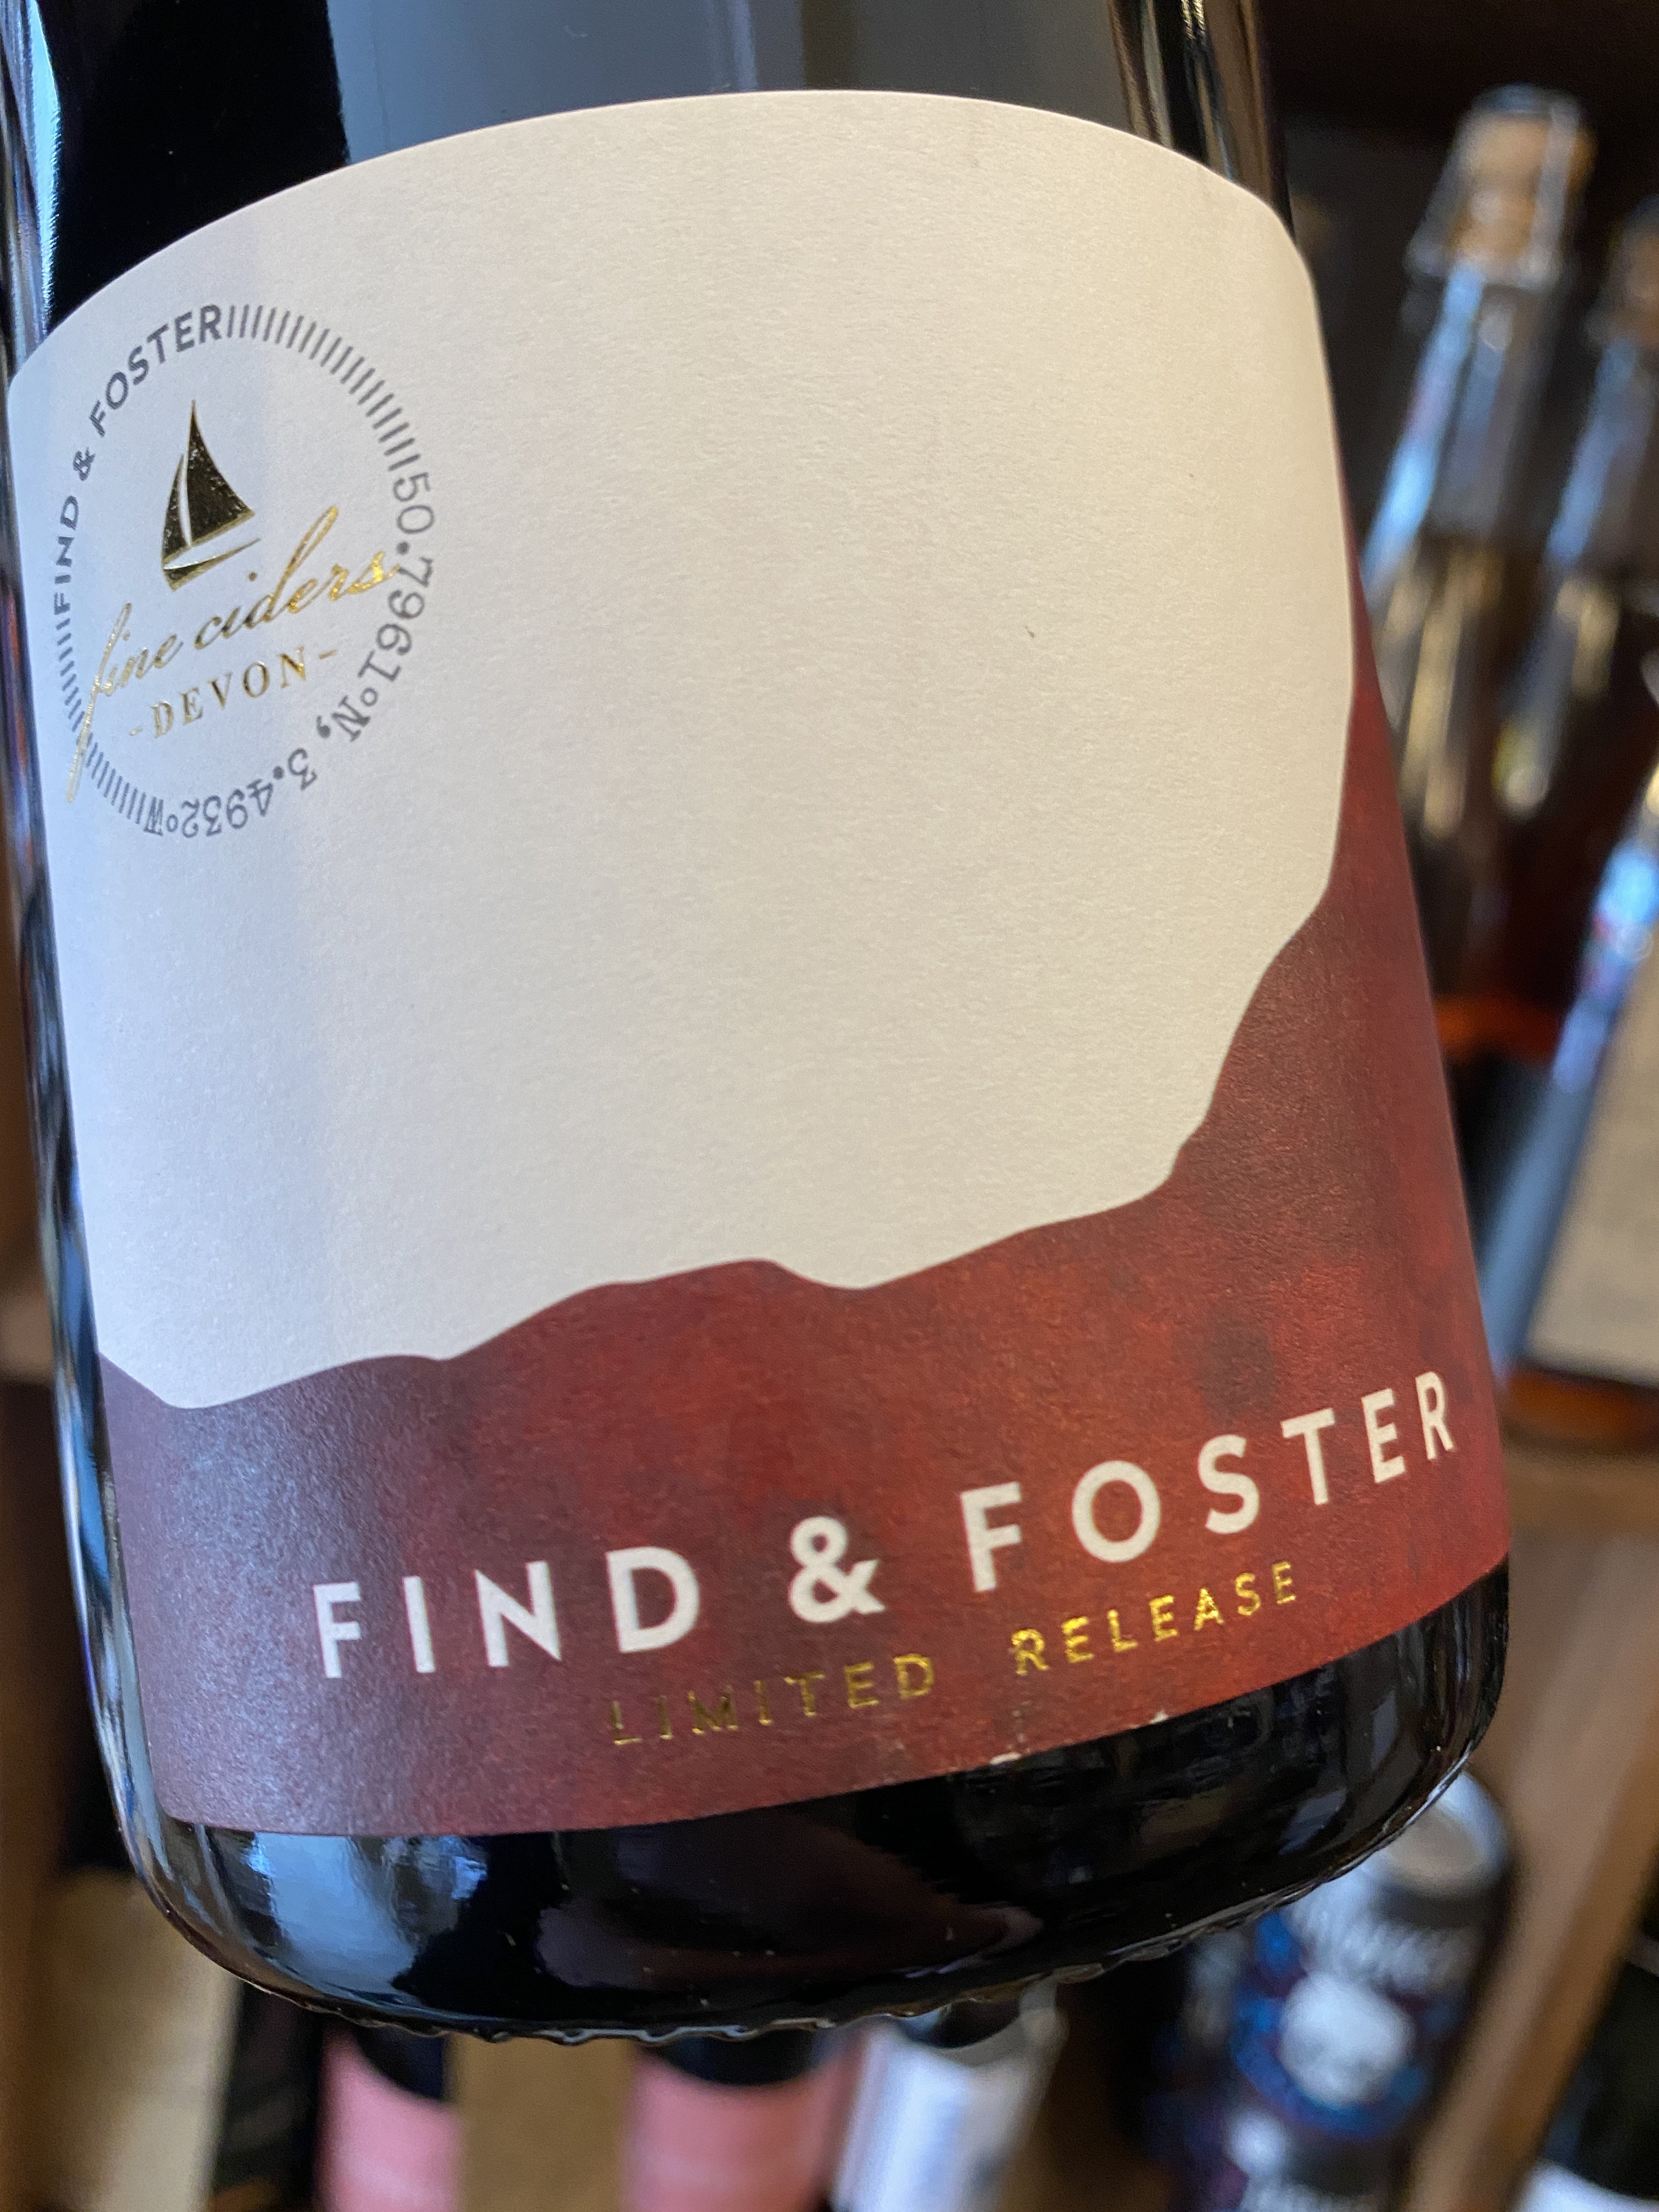 FIND & FOSTER
50.7961°N, 3.4932°W
fine ciders
-DEVON-
FIND & FOSTER
LIMITED RELEASE